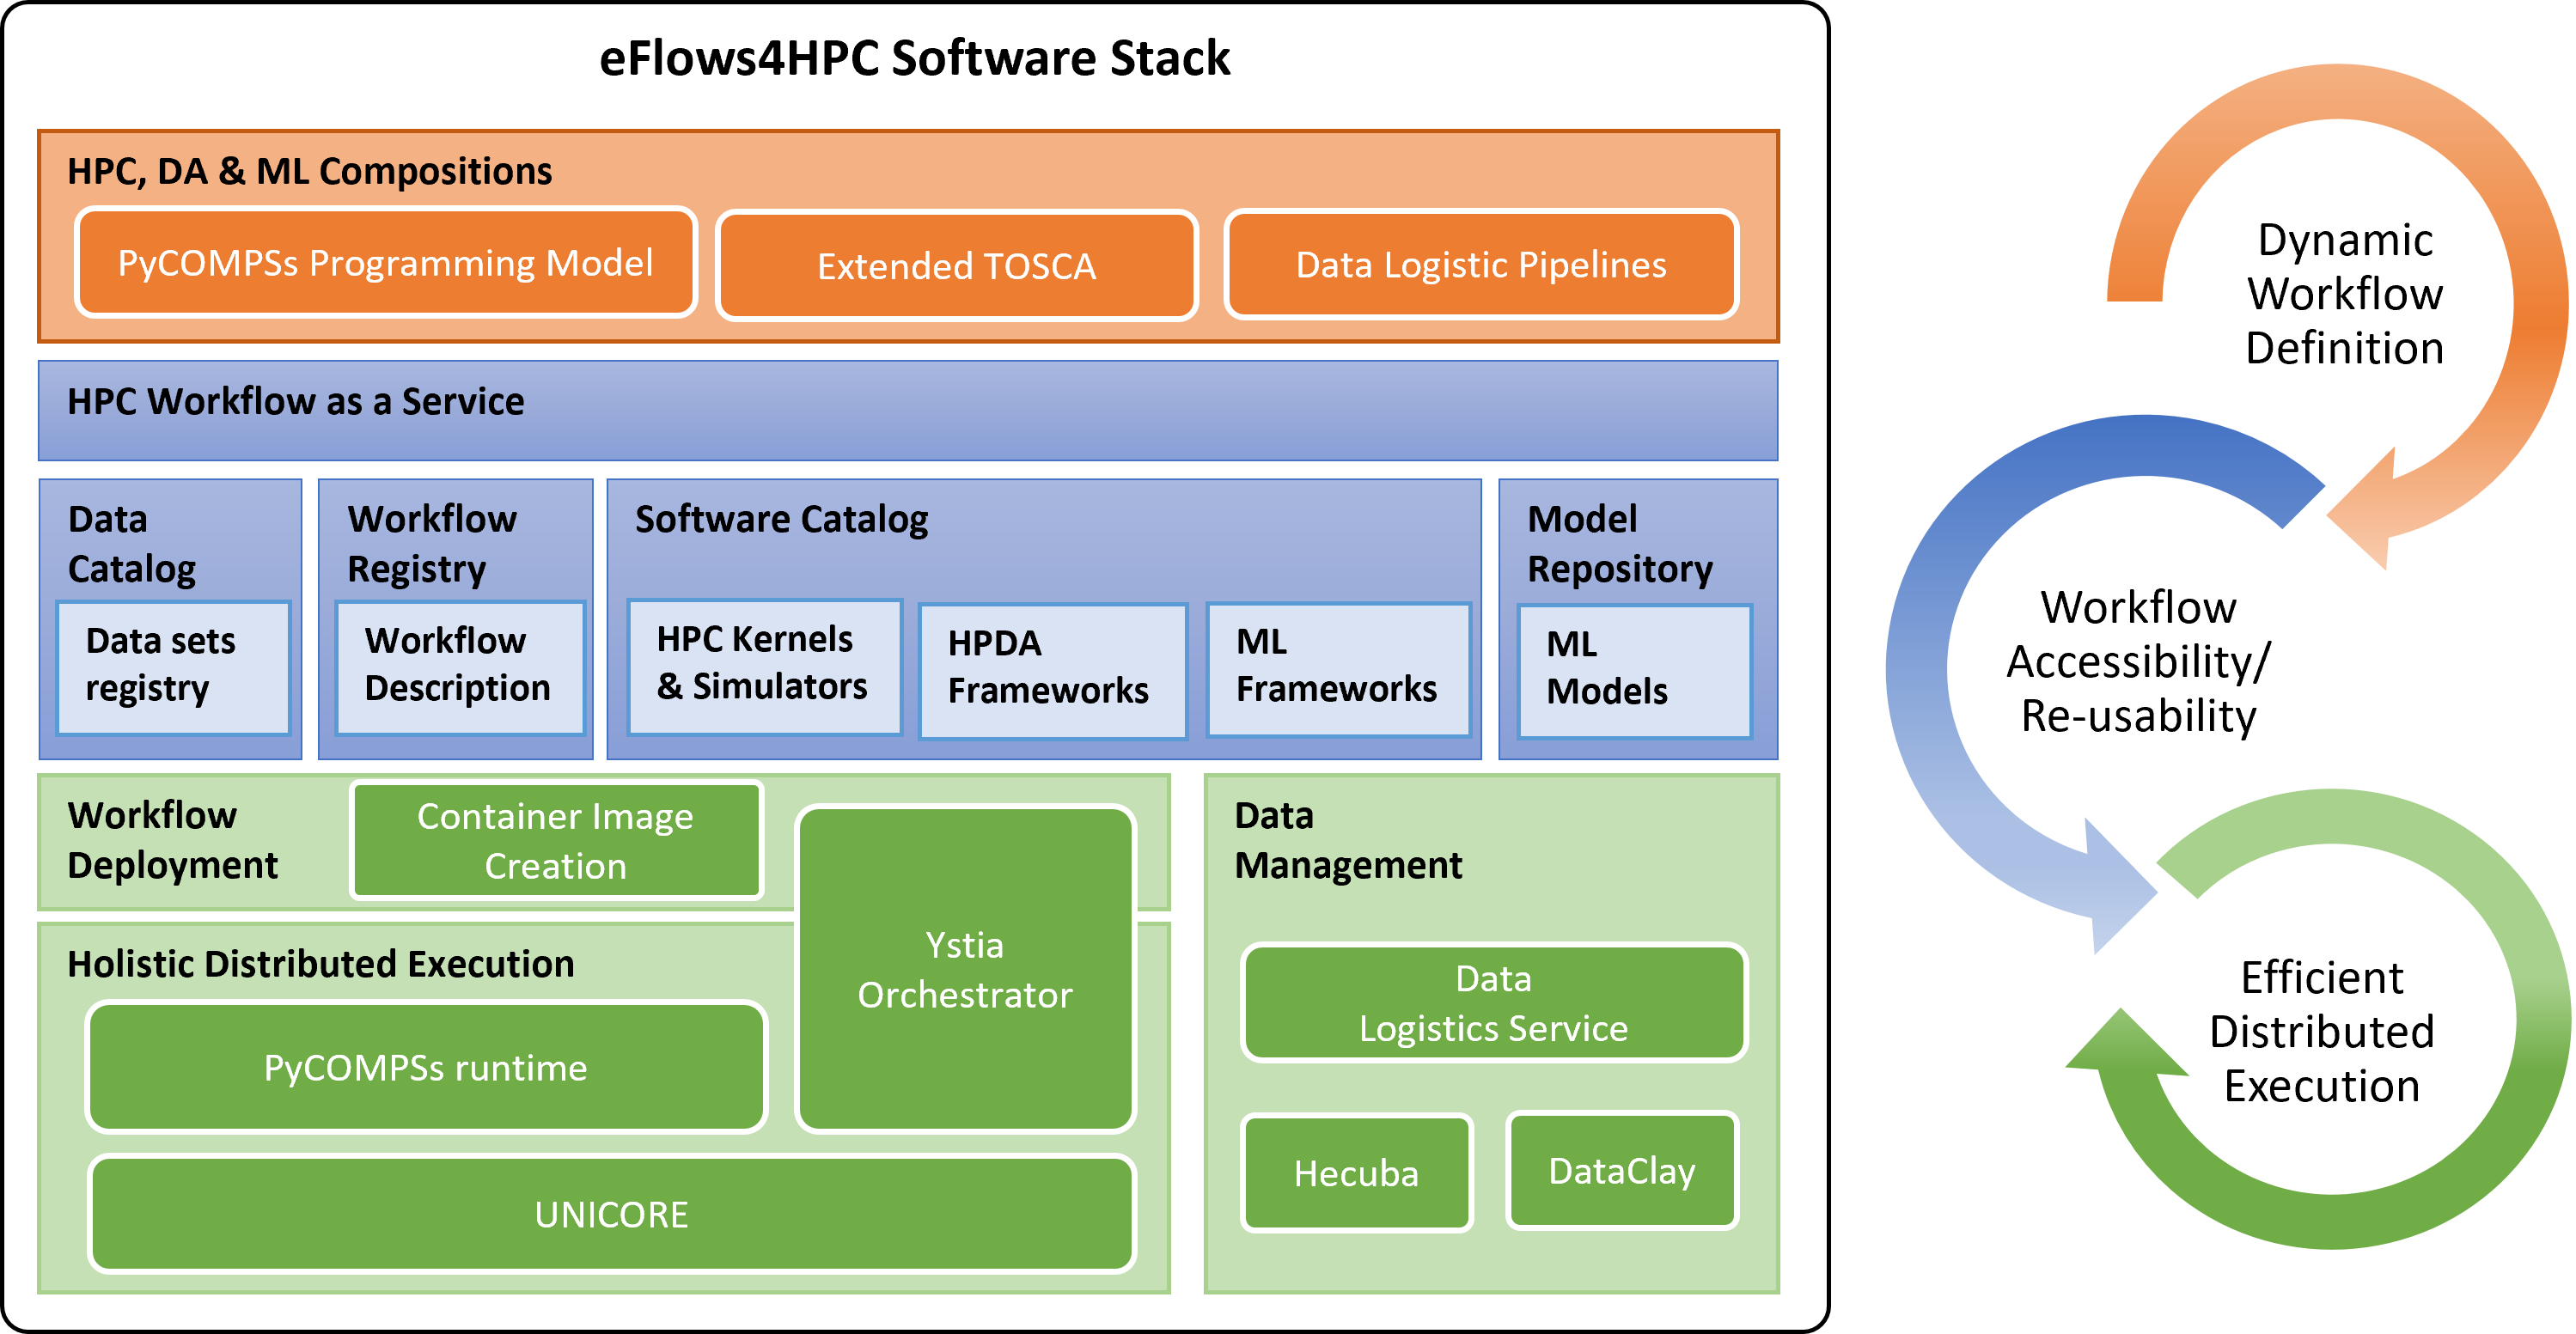 eFlows4HPC Software Stack
HPC, DA & ML Compositions
PyCOMPSs Programming Model
Extended TOSCA
Data Logistic Pipelines
HPC Workflow as a Service
Data
Catalog
Data sets
registry
Workflow
Registry
Workflow
Description
Software Catalog
HPC Kernels
& Simulators
HPDA
Frameworks
ML
Frameworks
Model
Repository
ML
Models
Workflow
Deployment
Container Image
Creation
Ystia
Orchestrator
Holistic Distributed Execution
PyCOMPSs runtime
UNICORE
Data
Management
Data
Logistics Service
Hecuba
DataClay
Dynamic
Workflow
Definition
Workflow
Accessibility/
Re-usability
Efficient
Distributed
Execution